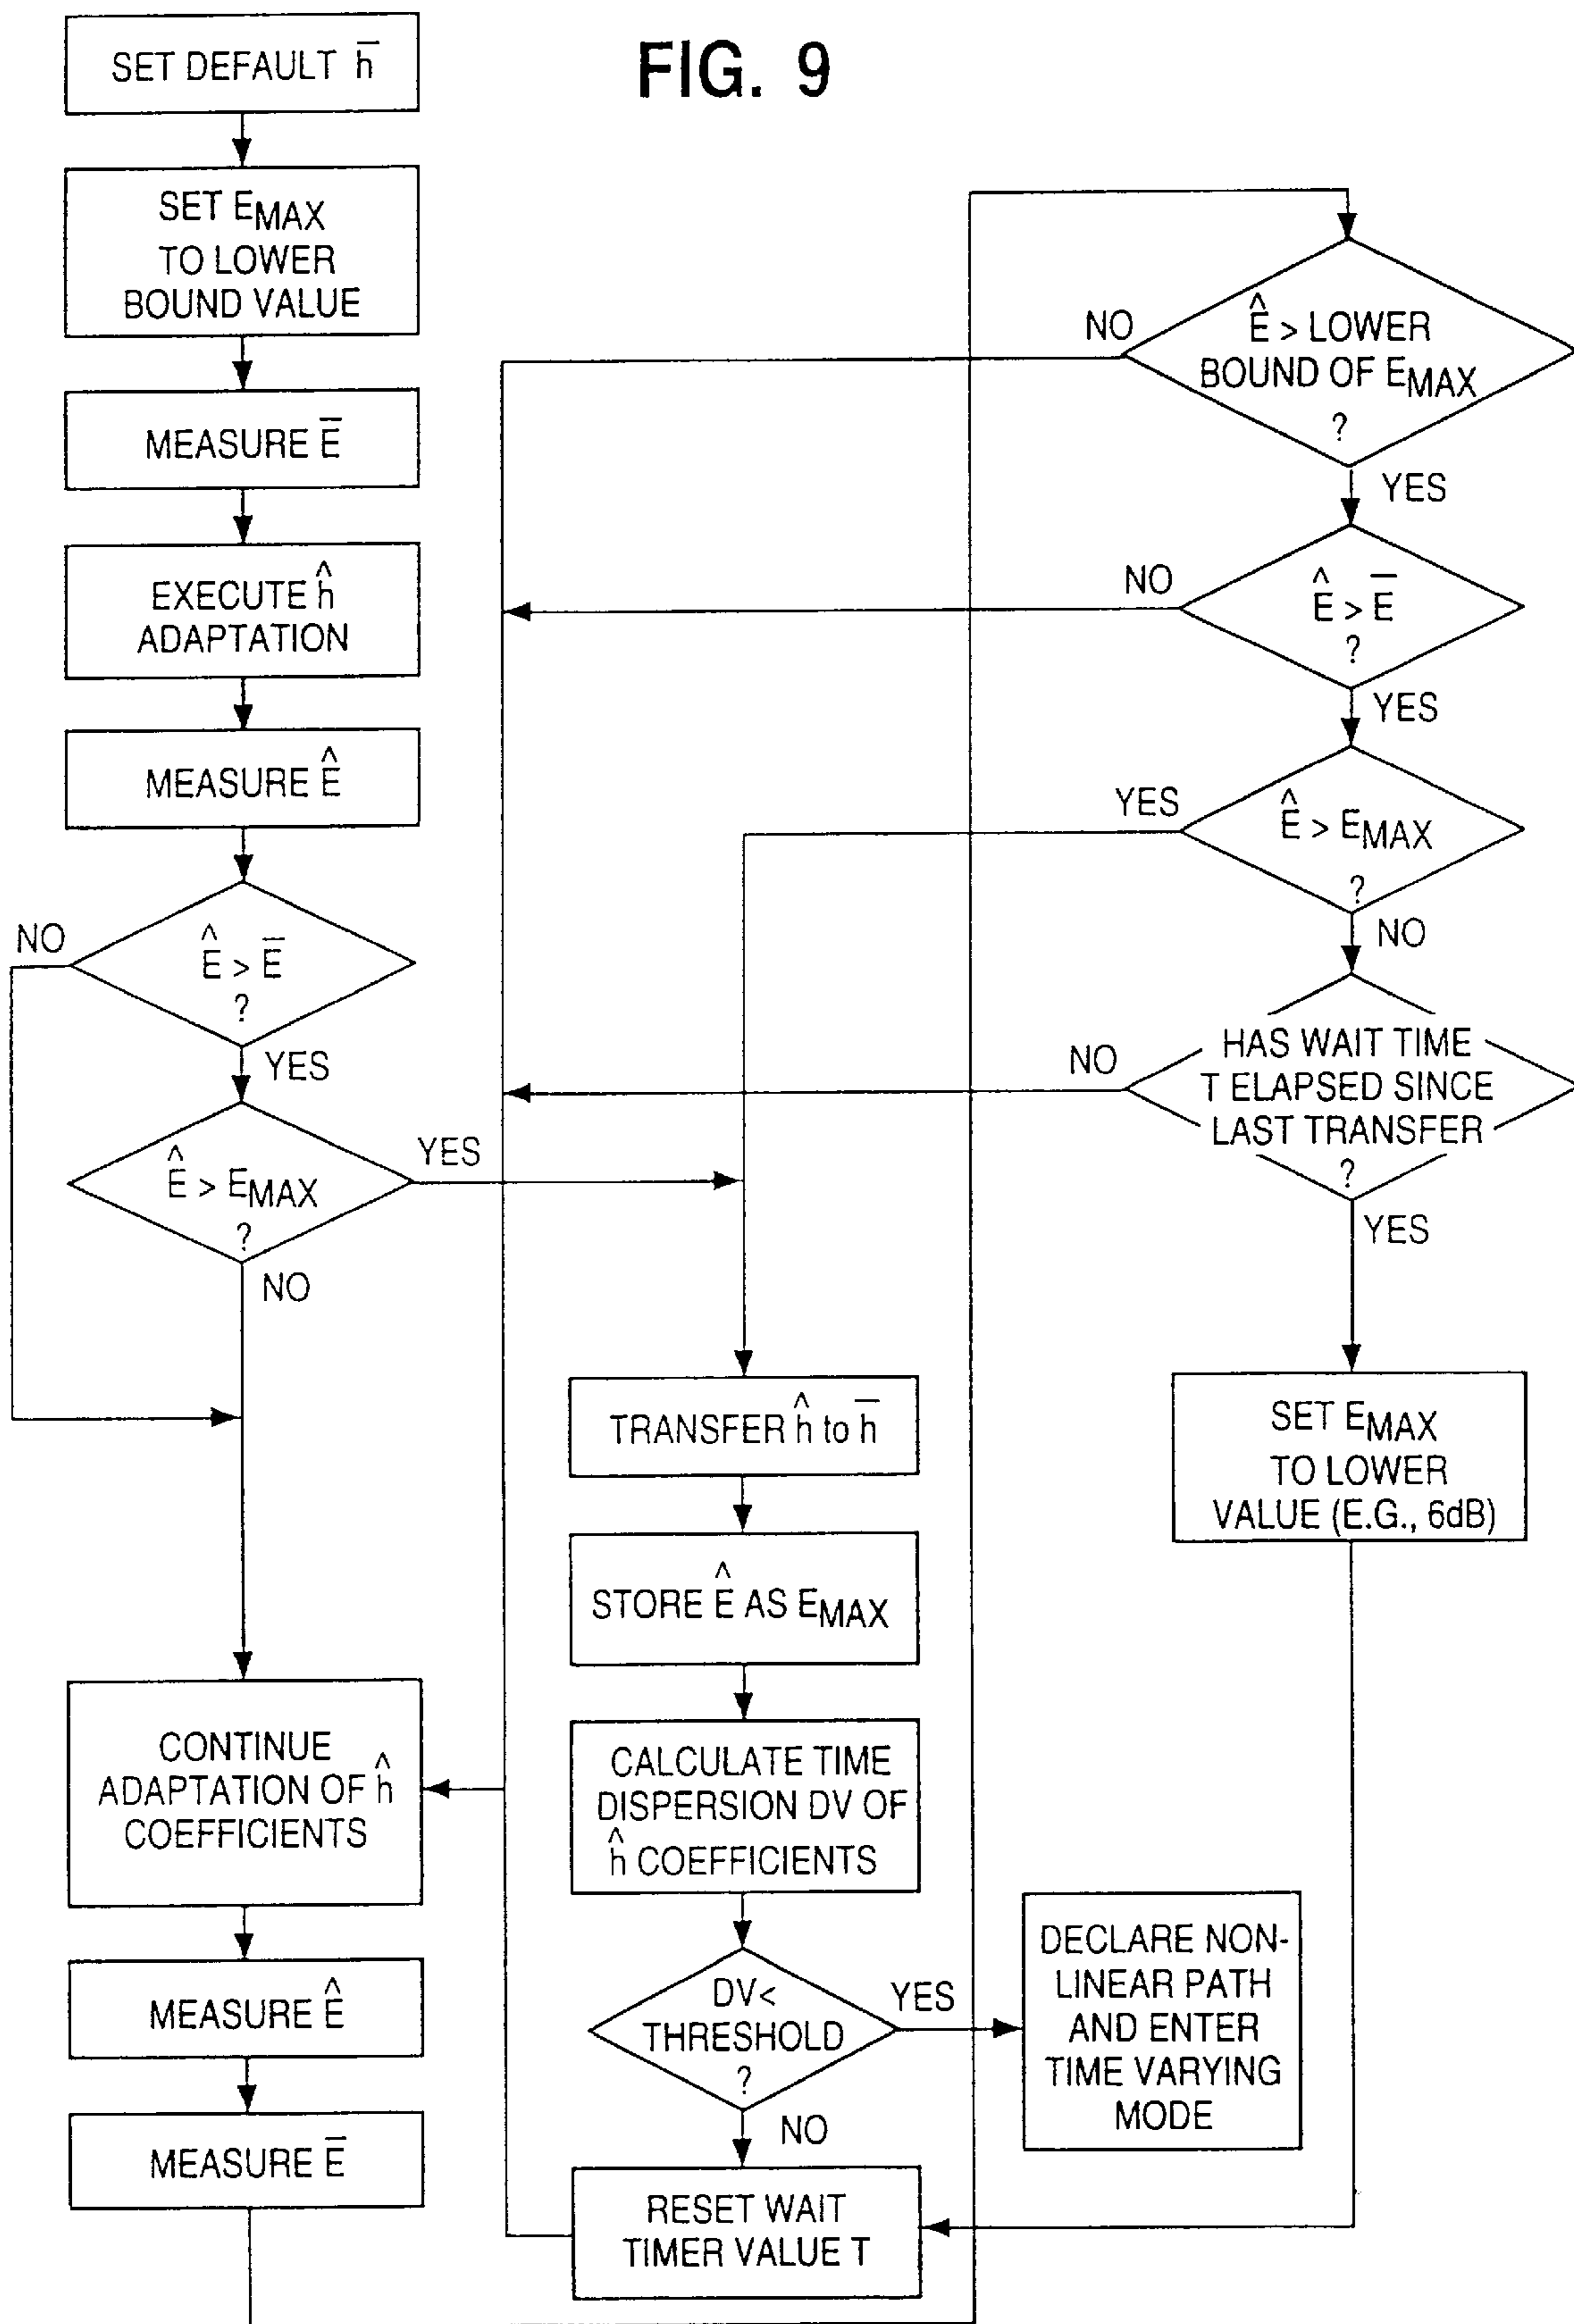 FIG. 9
SET DEFAULT h̅
SET EMAX
TO LOWER
BOUND VALUE
MEASURE E̅
EXECUTE ĥ
ADAPTATION
MEASURE Ê
Ê > E̅
?
NO
YES
Ê > EMAX
?
YES
NO
CONTINUE
ADAPTATION OF ĥ
COEFFICIENTS
MEASURE Ê
MEASURE E̅
Ê > LOWER
BOUND OF EMAX
?
NO
YES
Ê > E̅
?
NO
YES
Ê > EMAX
?
YES
NO
HAS WAIT TIME
T ELAPSED SINCE
LAST TRANSFER
?
NO
YES
SET EMAX
TO LOWER
VALUE (E.G., 6dB)
TRANSFER ĥ to h̅
STORE Ê AS EMAX
CALCULATE TIME
DISPERSION DV OF
ĥ COEFFICIENTS
DV<
THRESHOLD
?
YES
NO
DECLARE NON-
LINEAR PATH
AND ENTER
TIME VARYING
MODE
RESET WAIT
TIMER VALUE T